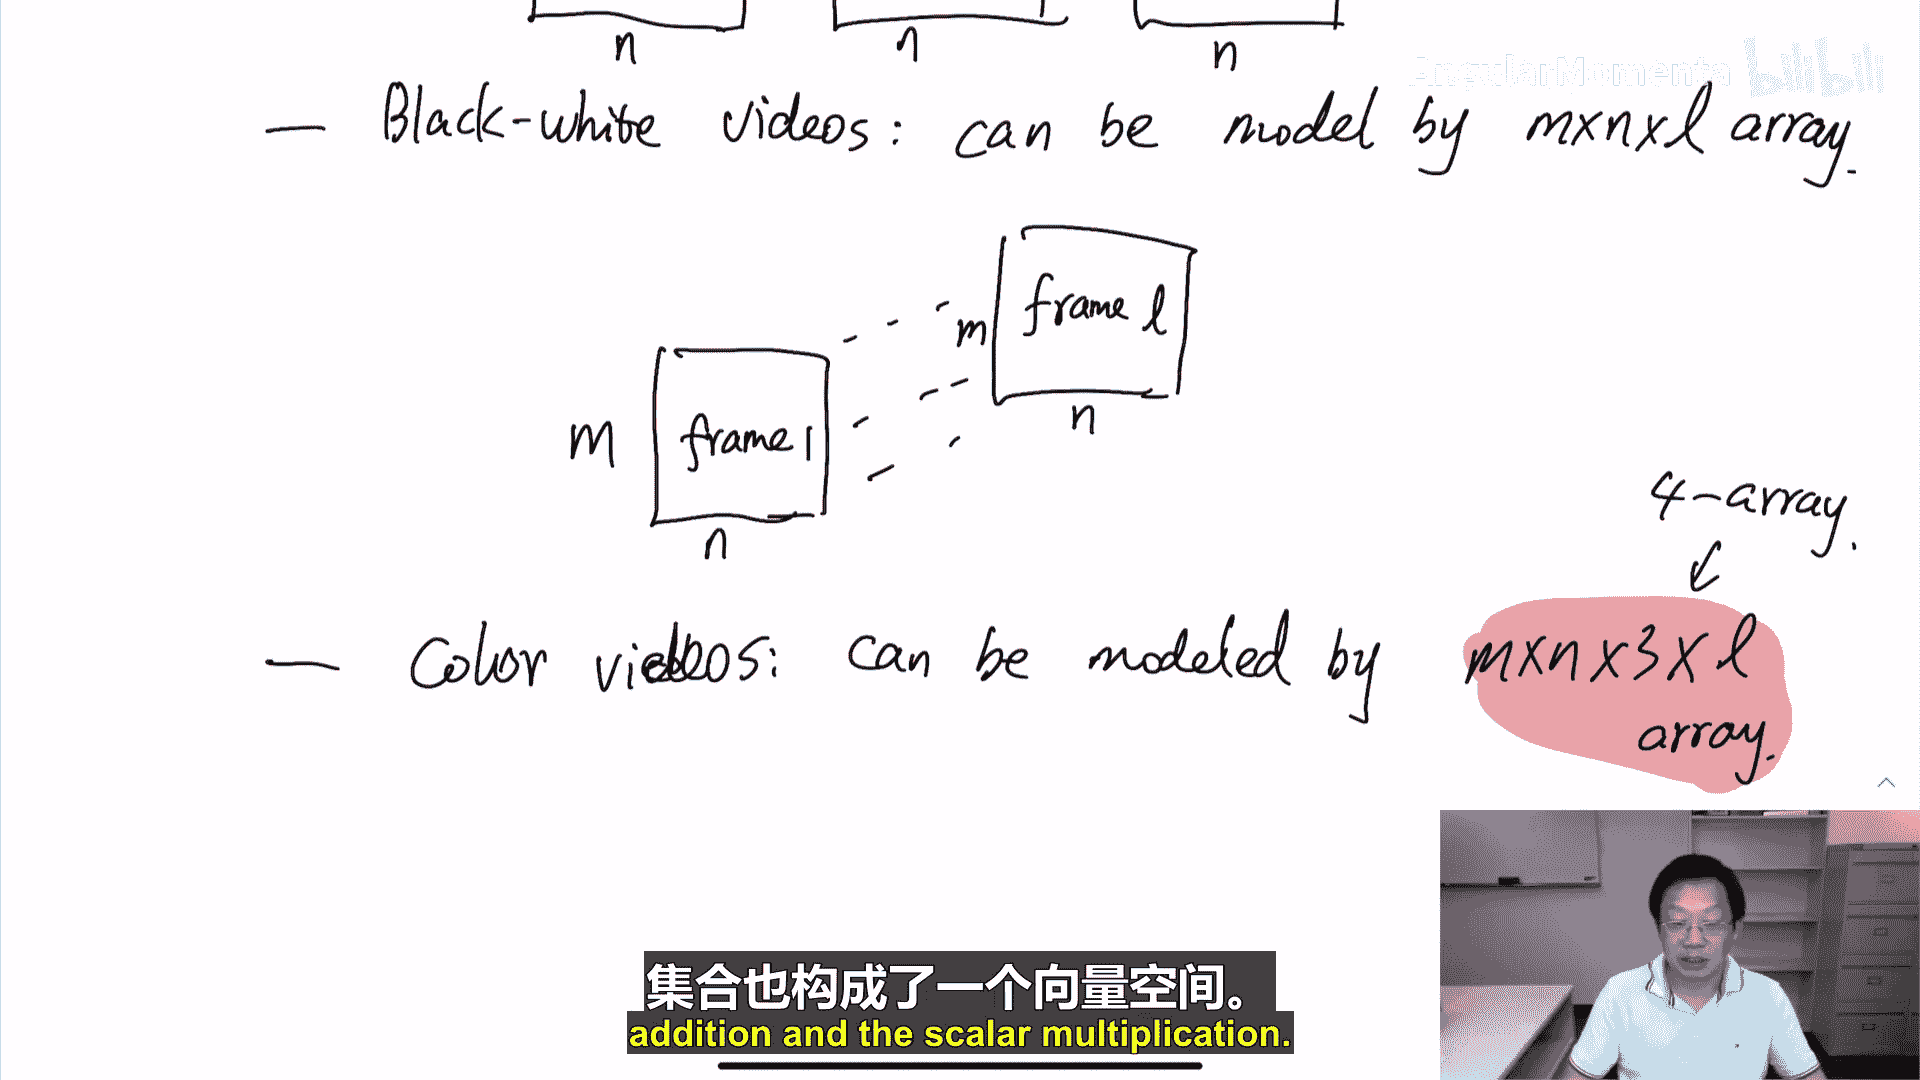 n n n
AngularMomenta bilibili
— Black-white videos: can be model by m×n×l array.
frame l
m
n
frame 1
m
n
4-array.
— Color videos: can be modeled by m×n×3×l
array.
集合也构成了一个向量空间。
addition and the scalar multiplication.